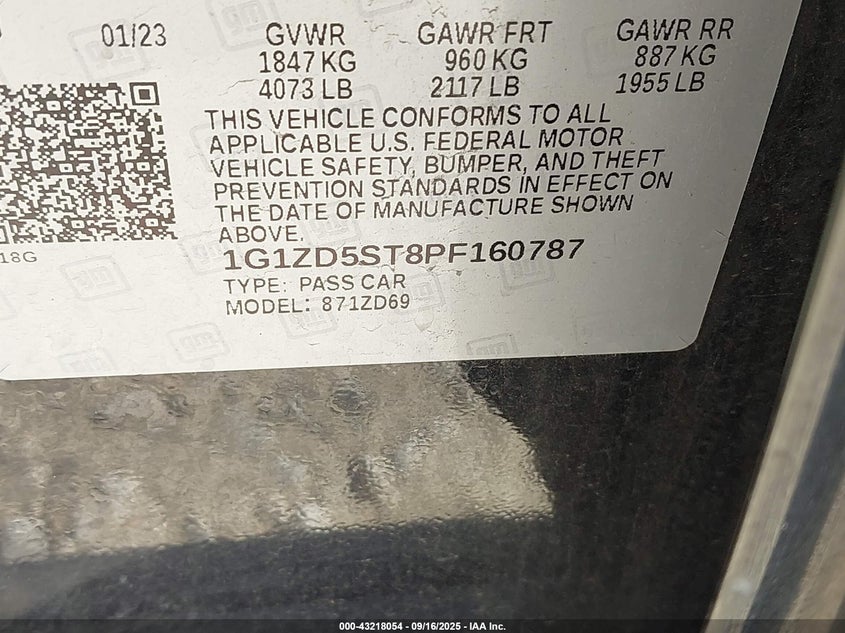 01/23 GVWR GAWR FRT GAWR RR
1847 KG 960 KG 887 KG
4073 LB 2117 LB 1955 LB
THIS VEHICLE CONFORMS TO ALL
APPLICABLE U.S. FEDERAL MOTOR
VEHICLE SAFETY, BUMPER, AND THEFT
PREVENTION STANDARDS IN EFFECT ON
THE DATE OF MANUFACTURE SHOWN
ABOVE.
18G
1G1ZD5ST8PF160787
TYPE: PASS CAR
MODEL: 871ZD69
000-43218054 - 09/16/2025 - IAA Inc.